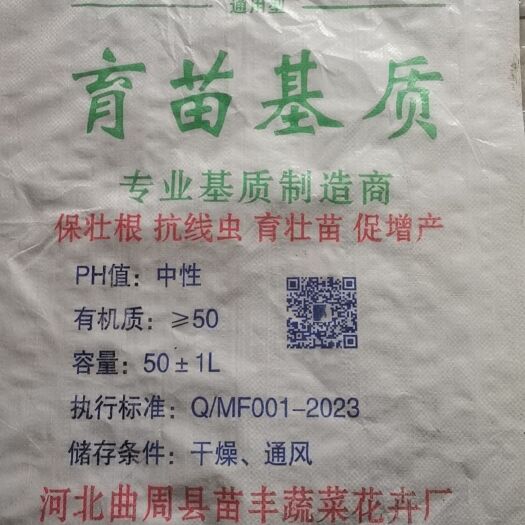 通用型
育苗基质
专业基质制造商
保壮根 抗线虫 育壮苗 促增产
PH值：中性
有机质：≥50
容量：50±1L
执行标准：Q/MF001-2023
储存条件：干燥、通风
河北曲周县苗丰蔬菜花卉厂